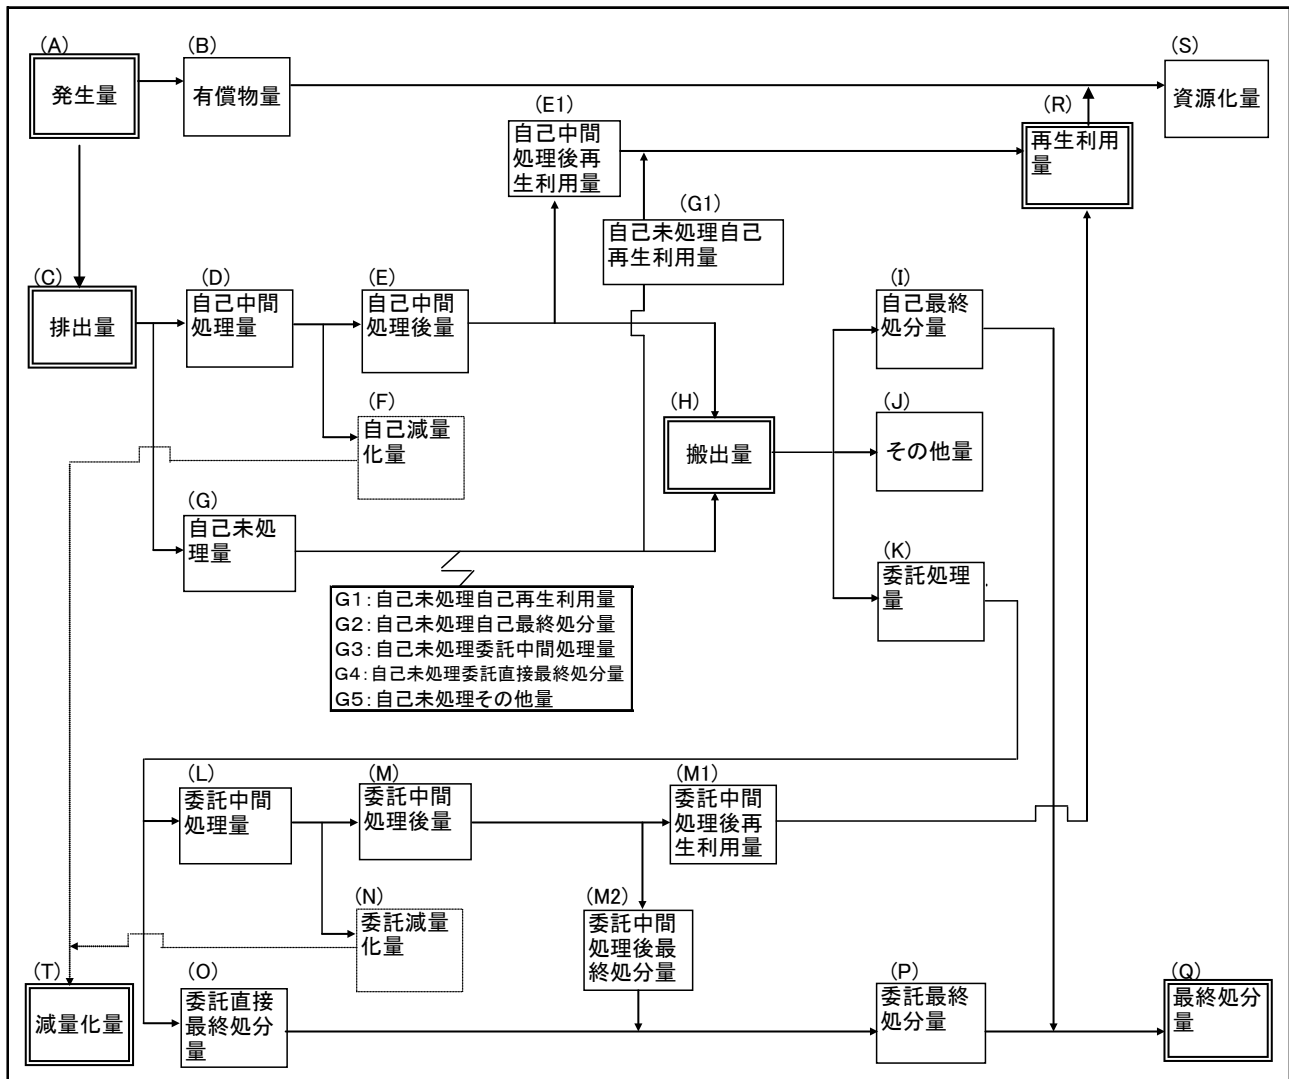 (A)
発生量
(B)
有償物量
(S)
資源化量
(E1)
自己中間
処理後再
生利用量
(R)
再生利用
量
(G1)
自己未処理自己
再生利用量
(C)
排出量
(D)
自己中間
処理量
(E)
自己中間
処理後量
(I)
自己最終
処分量
(F)
自己減量
化量
(H)
搬出量
(J)
その他量
(G)
自己未処
理量
(K)
委託処理
量
G1:自己未処理自己再生利用量
G2:自己未処理自己最終処分量
G3:自己未処理委託中間処理量
G4:自己未処理委託直接最終処分量
G5:自己未処理その他量
(L)
委託中間
処理量
(M)
委託中間
処理後量
(M1)
委託中間
処理後再
生利用量
(N)
委託減量
化量
(M2)
委託中間
処理後最
終処分量
(T)
減量化量
(O)
委託直接
最終処分
量
(P)
委託最終
処分量
(Q)
最終処分
量